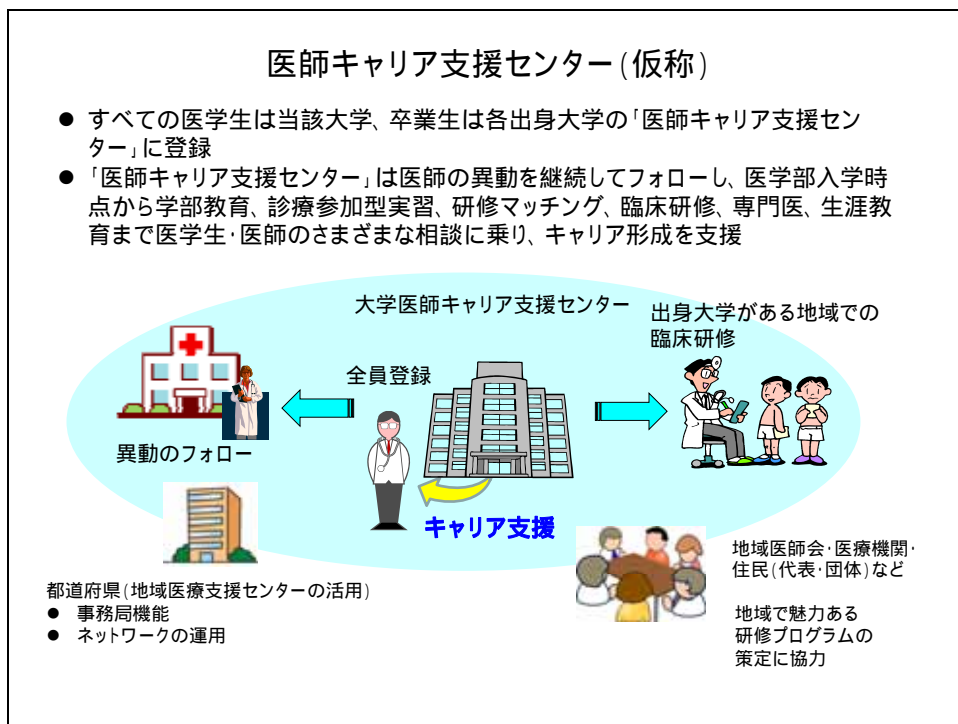 医師キャリア支援センター(仮称)
● すべての医学生は当該大学、卒業生は各出身大学の「医師キャリア支援セン
ター」に登録
● 「医師キャリア支援センター」は医師の異動を継続してフォローし、医学部入学時
点から学部教育、診療参加型実習、研修マッチング、臨床研修、専門医、生涯教
育まで医学生・医師のさまざまな相談に乗り、キャリア形成を支援
大学医師キャリア支援センター
出身大学がある地域での
臨床研修
全員登録
異動のフォロー
キャリア支援
都道府県(地域医療支援センターの活用)
● 事務局機能
● ネットワークの運用
地域医師会・医療機関・
住民(代表・団体)など
地域で魅力ある
研修プログラムの
策定に協力